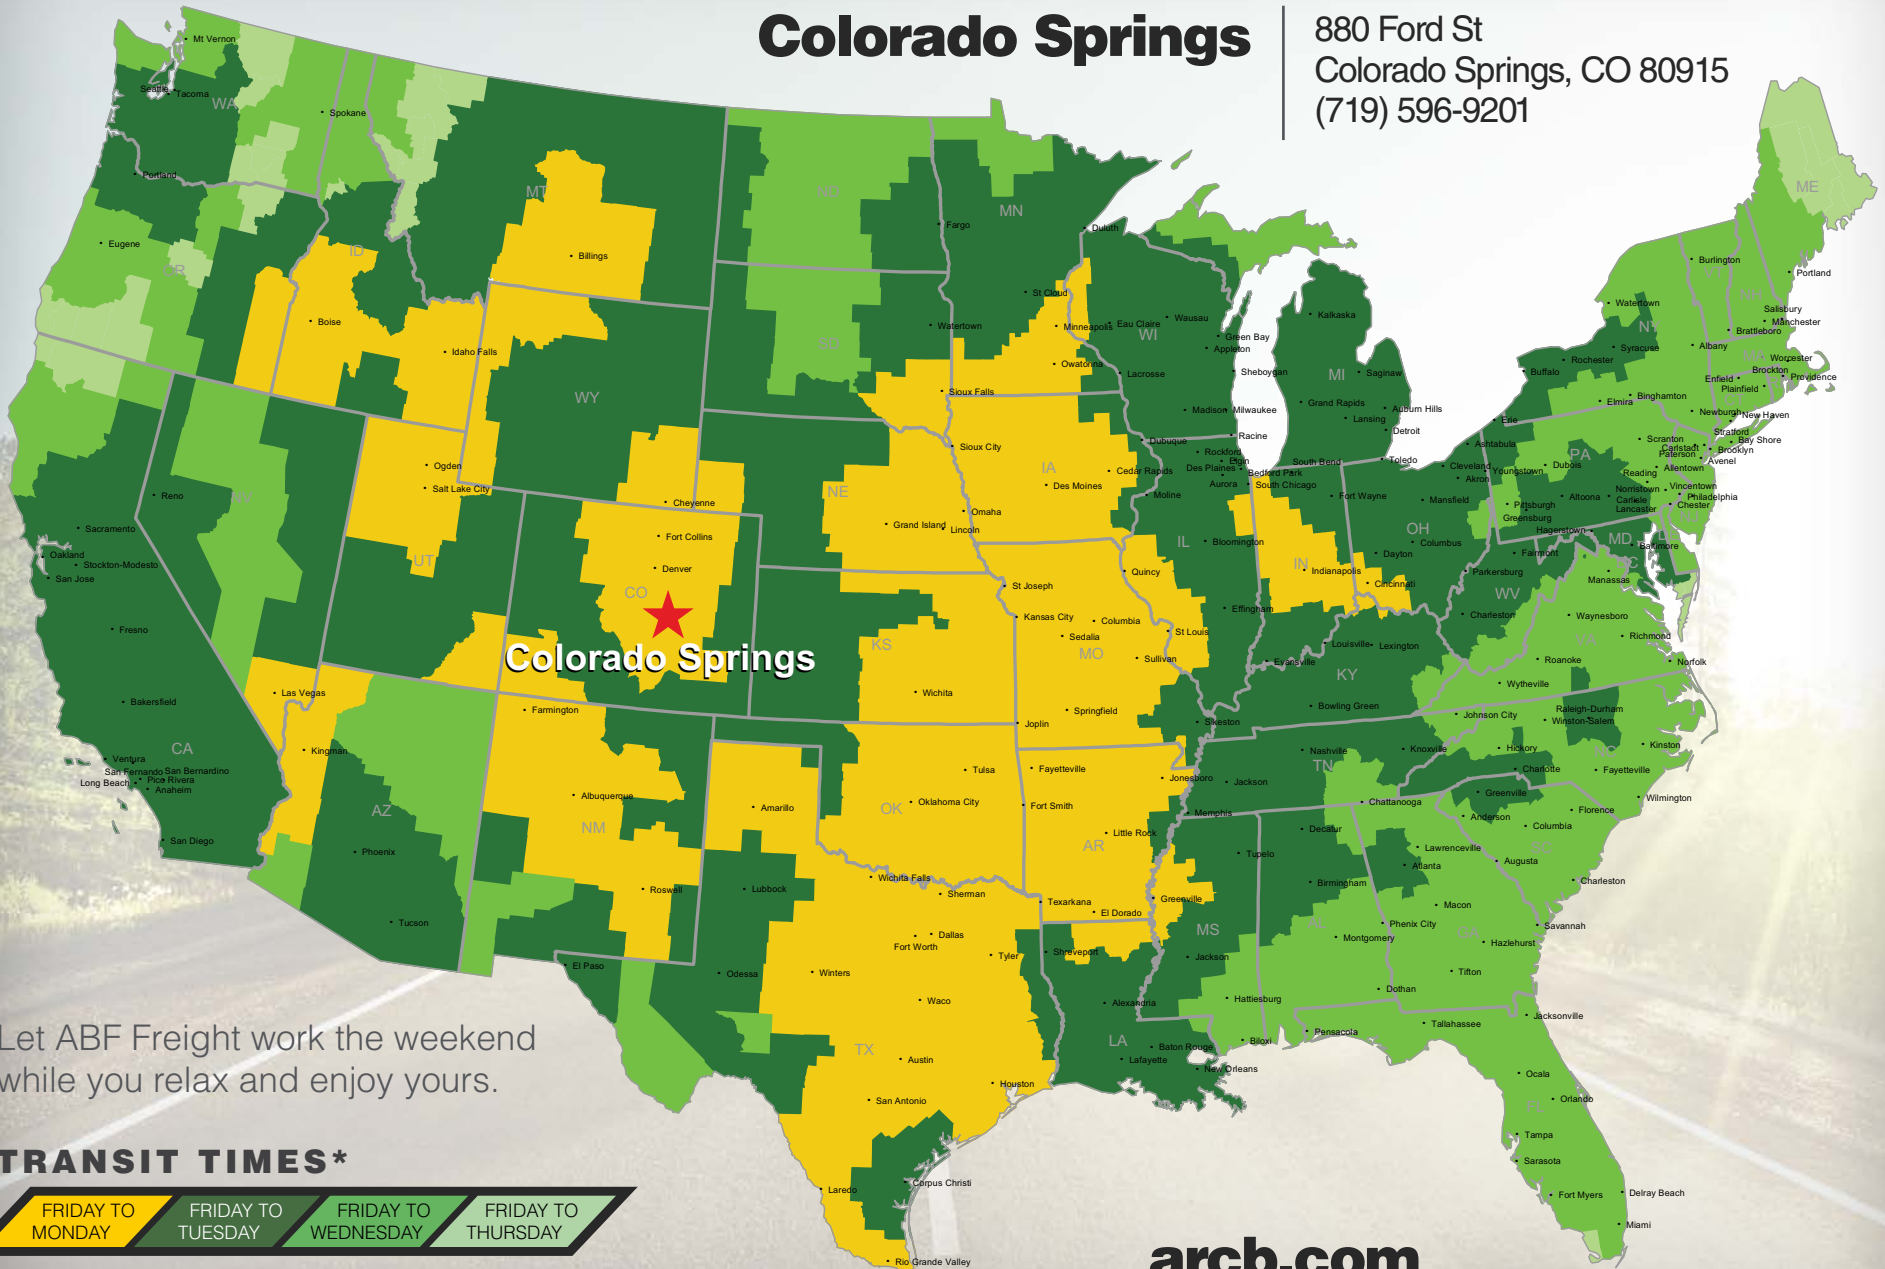 Colorado Springs
880 Ford St
Colorado Springs, CO 80915
(719) 596-9201
Mt Vernon
Seattle
Tacoma
WA
Spokane
Portland
Eugene
OR
MT
Billings
ID
Boise
Idaho Falls
WY
Cheyenne
ND
Fargo
MN
Duluth
St Cloud
Minneapolis
Owatonna
SD
Watertown
Sioux Falls
Eau Claire
Wausau
WI
Green Bay
Appleton
Sheboygan
Lacrosse
Madison
Milwaukee
Racine
Kalkaska
MI
Saginaw
Grand Rapids
Lansing
Auburn Hills
Detroit
ME
Burlington
Portland
Watertown
NY
Salisbury
Manchester
Brattleboro
Syracuse
Rochester
Albany
Worcester
Buffalo
Brockton
Providence
Enfield
Plainfield
Binghamton
Elmira
Newburgh
New Haven
Stratford
Bay Shore
Erie
Ashtabula
Scranton
Carlstadt
Brooklyn
Paterson
Avenel
PA
Dubois
Allentown
Reading
Cleveland
Youngstown
Akron
Norristown
Vincentown
Philadelphia
Altoona
Carlisle
Lancaster
Chester
Pittsburgh
Greensburg
Hagerstown
MD
Baltimore
Mansfield
OH
Columbus
Dayton
Cincinnati
Toledo
Fort Wayne
South Bend
Fairmont
Parkersburg
WV
Charleston
Manassas
Waynesboro
VA
Richmond
Norfolk
Roanoke
Wytheville
Dubuque
Rockford
Elgin
Des Plaines
Bedford Park
Aurora
South Chicago
Moline
IL
Bloomington
Quincy
Effingham
IN
Indianapolis
Evansville
Louisville
Lexington
KY
Bowling Green
IA
Sioux City
Cedar Rapids
Des Moines
NE
Omaha
Grand Island
Lincoln
St Joseph
Kansas City
Columbia
Sedalia
MO
St Louis
Sullivan
Springfield
Joplin
Sikeston
KS
Wichita
Fort Collins
Denver
CO
Colorado Springs
Ogden
Salt Lake City
UT
Reno
NV
Sacramento
Oakland
Stockton-Modesto
San Jose
Fresno
Bakersfield
Las Vegas
Kingman
CA
Ventura
San Fernando
San Bernardino
Long Beach
Pico Rivera
Anaheim
San Diego
AZ
Phoenix
Tucson
Farmington
Albuquerque
NM
Roswell
Amarillo
Lubbock
Tulsa
OK
Oklahoma City
Fayetteville
Fort Smith
Little Rock
AR
Jonesboro
Texarkana
El Dorado
Nashville
TN
Knoxville
Jackson
Memphis
Chattanooga
Johnson City
Hickory
Raleigh-Durham
Winston-Salem
NC
Kinston
Charlotte
Fayetteville
Wilmington
Greenville
Anderson
Florence
Columbia
SC
Charleston
Decatur
Tupelo
Birmingham
Lawrenceville
Atlanta
Augusta
Macon
Phenix City
AL
Montgomery
GA
Hazlehurst
Savannah
Tifton
Dothan
Greenville
MS
Jackson
Hattiesburg
Biloxi
Pensacola
Tallahassee
Jacksonville
Ocala
Orlando
FL
Tampa
Sarasota
Fort Myers
Delray Beach
Miami
Wichita Falls
Sherman
Dallas
Fort Worth
Tyler
Shreveport
Winters
Odessa
El Paso
Waco
Alexandria
LA
Baton Rouge
Lafayette
New Orleans
TX
Austin
Houston
San Antonio
Corpus Christi
Laredo
Rio Grande Valley
Let ABF Freight work the weekend
while you relax and enjoy yours.
TRANSIT TIMES*
FRIDAY TO
MONDAY
FRIDAY TO
TUESDAY
FRIDAY TO
WEDNESDAY
FRIDAY TO
THURSDAY
arcb.com